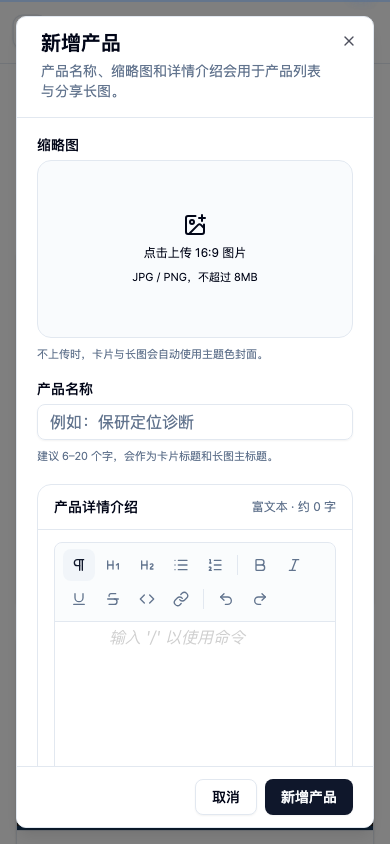 新增产品
产品名称、缩略图和详情介绍会用于产品列表
与分享长图。
缩略图
点击上传 16:9 图片
JPG / PNG，不超过 8MB
不上传时，卡片与长图会自动使用主题色封面。
产品名称
例如：保研定位诊断
建议 6–20 个字，会作为卡片标题和长图主标题。
产品详情介绍
富文本 · 约 0 字
H1 H2 B I
U S
输入 '/' 以使用命令
取消
新增产品